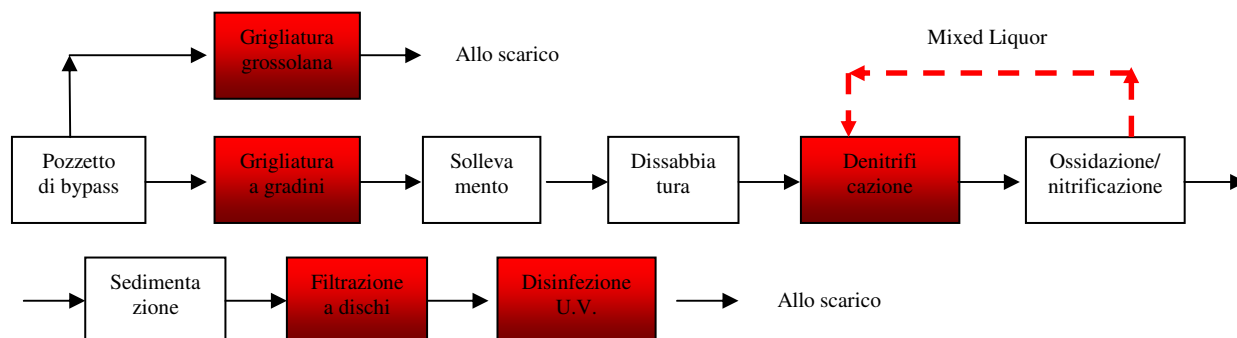 Grigliatura
grossolana
Allo scarico
Mixed Liquor
Pozzetto
di bypass
Grigliatura
a gradini
Solleva
mento
Dissabbia
tura
Denitrifi
cazione
Ossidazione/
nitrificazione
Sedimenta
zione
Filtrazione
a dischi
Disinfezione
U.V.
Allo scarico